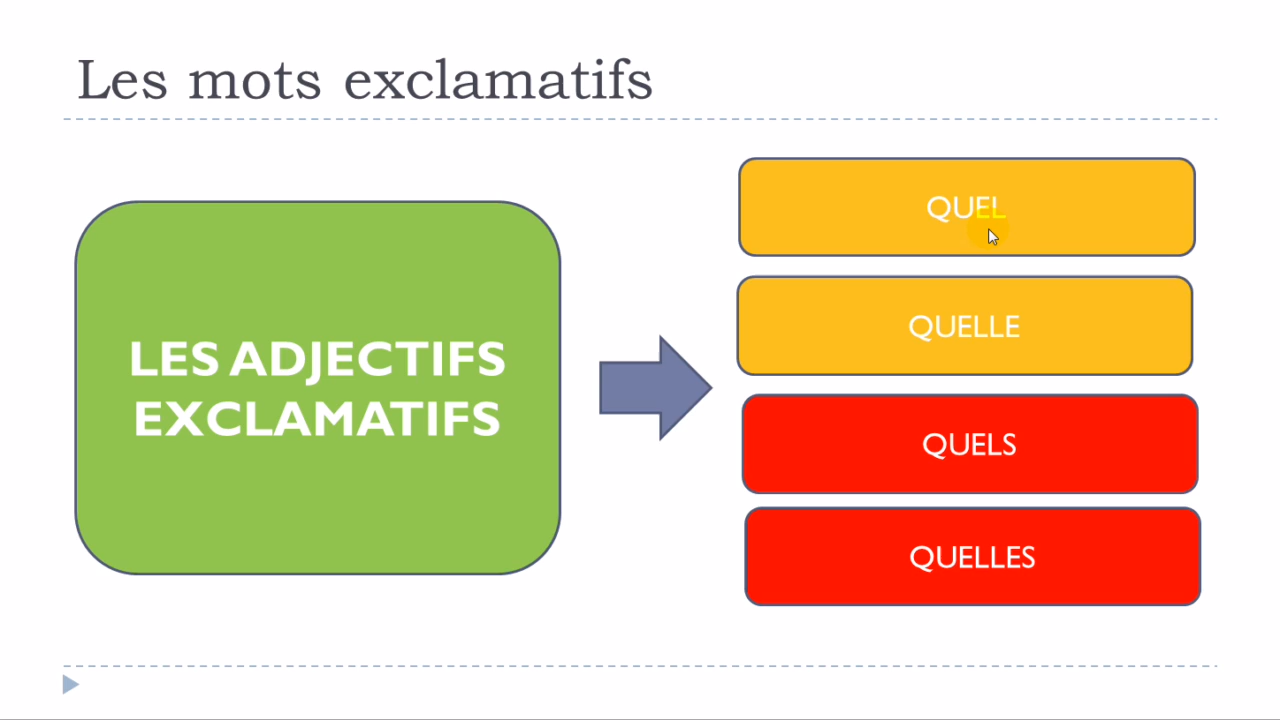 Les mots exclamatifs
LES ADJECTIFS
EXCLAMATIFS
QUEL
QUELLE
QUELS
QUELLES